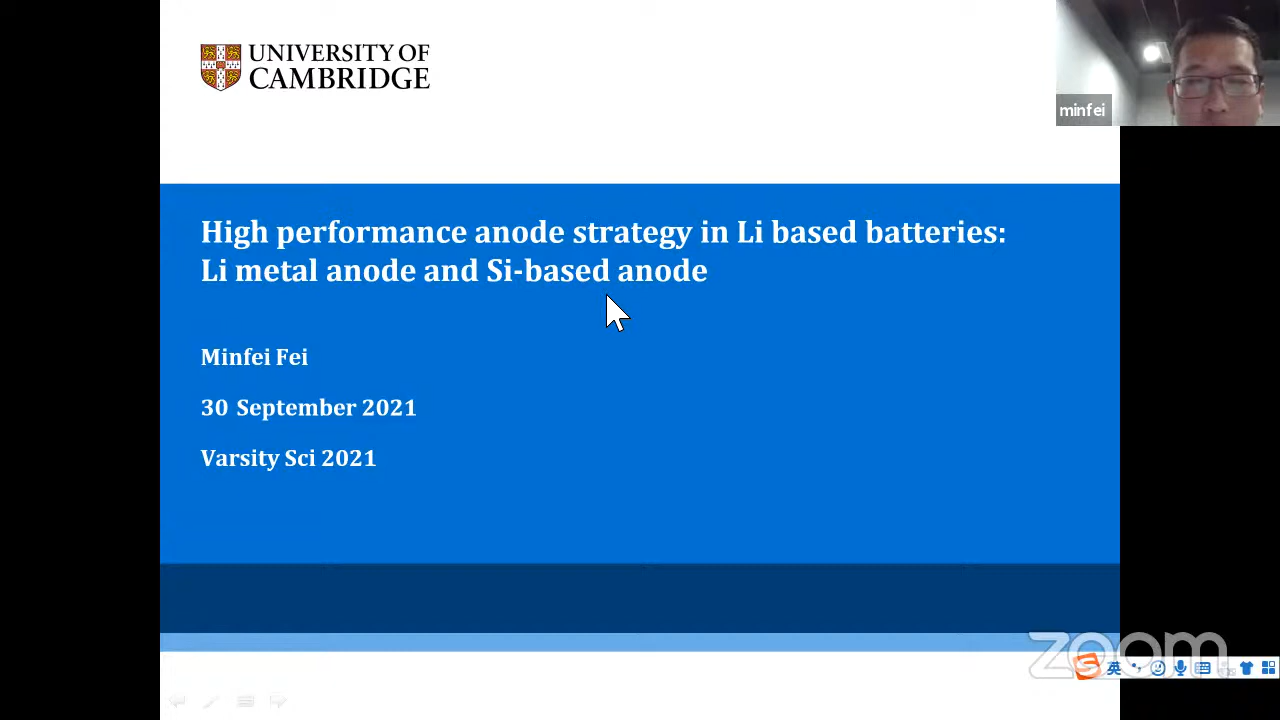 UNIVERSITY OF
CAMBRIDGE
minfei
High performance anode strategy in Li based batteries:
Li metal anode and Si-based anode
Minfei Fei
30 September 2021
Varsity Sci 2021
zoom
S 英